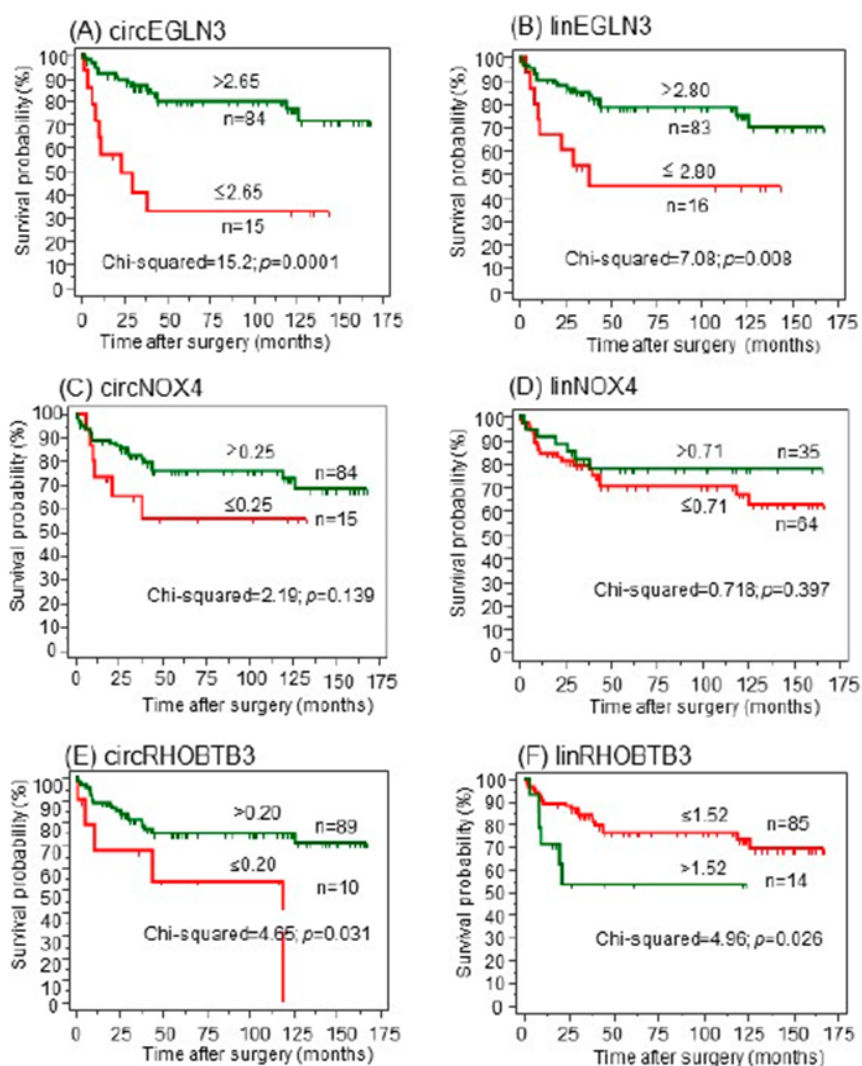 (A) circEGLN3
Survival probability (%)
100
90
80
70
60
50
40
30
20
10
0
>2.65
n=84
≤2.65
n=15
Chi-squared=15.2; p=0.0001
0 25 50 75 100 125 150 175
Time after surgery (months)
(B) linEGLN3
Survival probability (%)
100
90
80
70
60
50
40
30
20
10
0
>2.80
n=83
≤ 2.80
n=16
Chi-squared=7.08; p=0.008
0 25 50 75 100 125 150 175
Time after surgery (months)
(C) circNOX4
Survival probability (%)
100
90
80
70
60
50
40
30
20
10
0
>0.25
n=84
≤0.25
n=15
Chi-squared=2.19; p=0.139
0 25 50 75 100 125 150 175
Time after surgery (months)
(D) linNOX4
Survival probability (%)
100
90
80
70
60
50
40
30
20
10
0
>0.71
n=35
≤0.71
n=64
Chi-squared=0.718; p=0.397
0 25 50 75 100 125 150 175
Time after surgery (months)
(E) circRHOBTB3
Survival probability (%)
100
90
80
70
60
50
40
30
20
10
0
>0.20
n=89
≤0.20
n=10
Chi-squared=4.65; p=0.031
0 25 50 75 100 125 150 175
Time after surgery (months)
(F) linRHOBTB3
Survival probability (%)
100
90
80
70
60
50
40
30
20
10
0
≤1.52
n=85
>1.52
n=14
Chi-squared=4.96; p=0.026
0 25 50 75 100 125 150 175
Time after surgery (months)